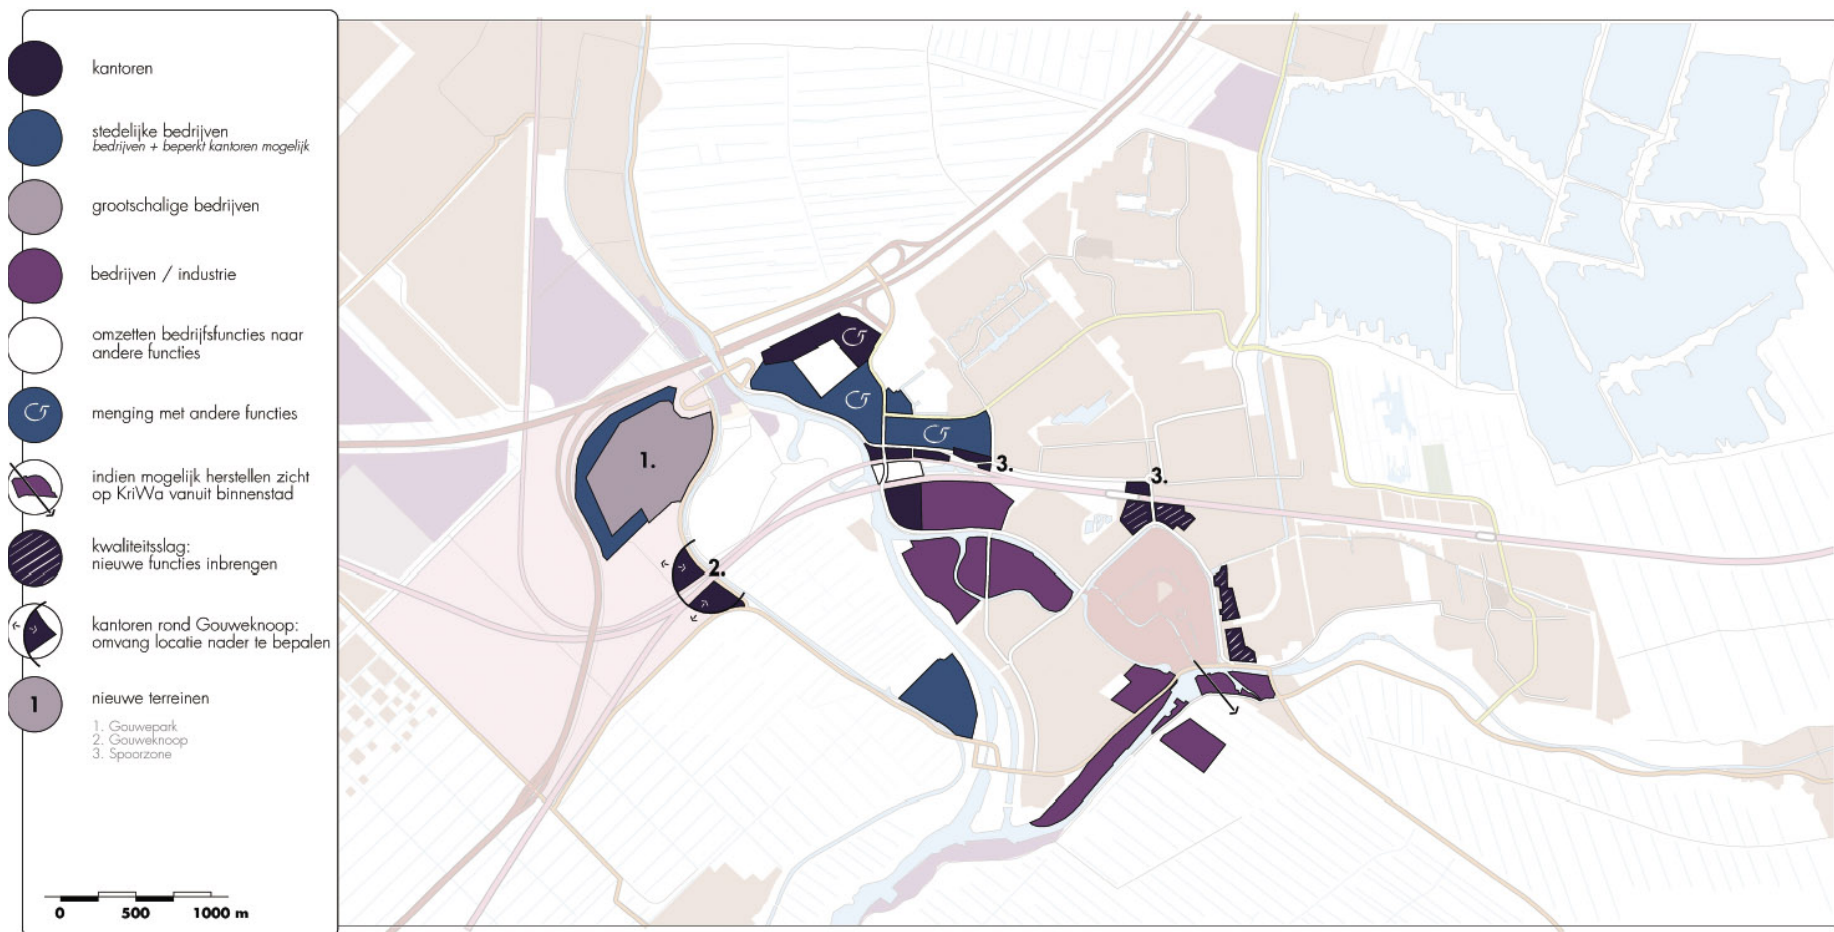 kantoren
stedelijke bedrijven
bedrijven + beperkt kantoren mogelijk
grootschalige bedrijven
bedrijven / industrie
omzetten bedrijfsfuncties naar
andere functies
menging met andere functies
indien mogelijk herstellen zicht
op KriWa vanuit binnenstad
kwaliteitsslag:
nieuwe functies inbrengen
kantoren rond Gouweknoop:
omvang locatie nader te bepalen
1
nieuwe terreinen
1. Gouwepark
2. Gouweknoop
3. Spoorzone
0 500 1000 m
1.
2.
3.
3.